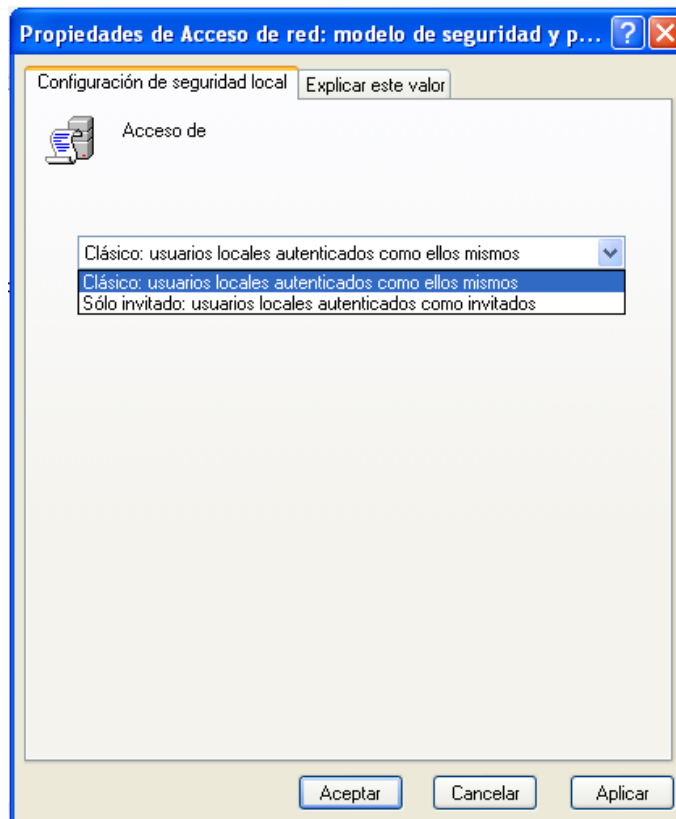 Propiedades de Acceso de red: modelo de seguridad y p...
Configuración de seguridad local
Explicar este valor
Acceso de
Clásico: usuarios locales autenticados como ellos mismos
Clásico: usuarios locales autenticados como ellos mismos
Sólo invitado: usuarios locales autenticados como invitados
Aceptar
Cancelar
Aplicar